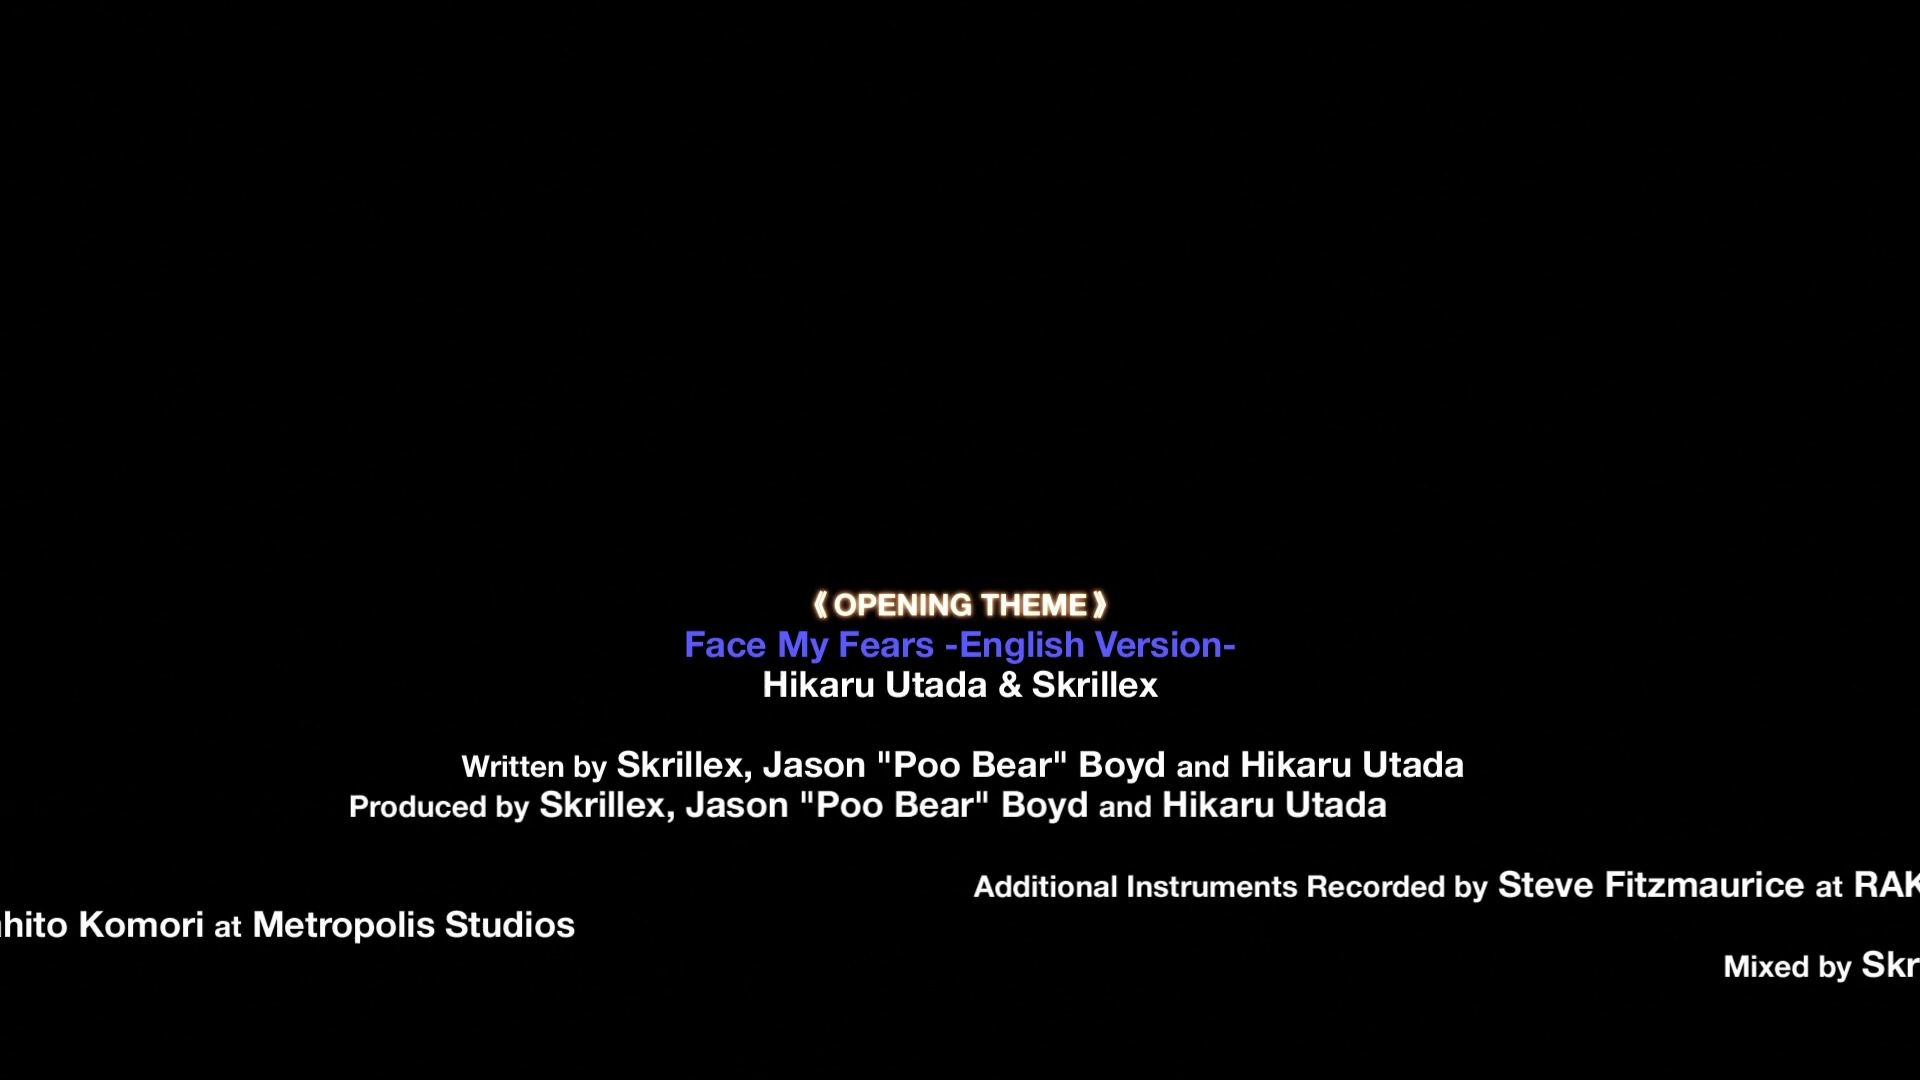 《OPENING THEME》
Face My Fears -English Version-
Hikaru Utada & Skrillex
Written by Skrillex, Jason "Poo Bear" Boyd and Hikaru Utada
Produced by Skrillex, Jason "Poo Bear" Boyd and Hikaru Utada
Additional Instruments Recorded by Steve Fitzmaurice at
Komori at Metropolis Studios
Mixed by